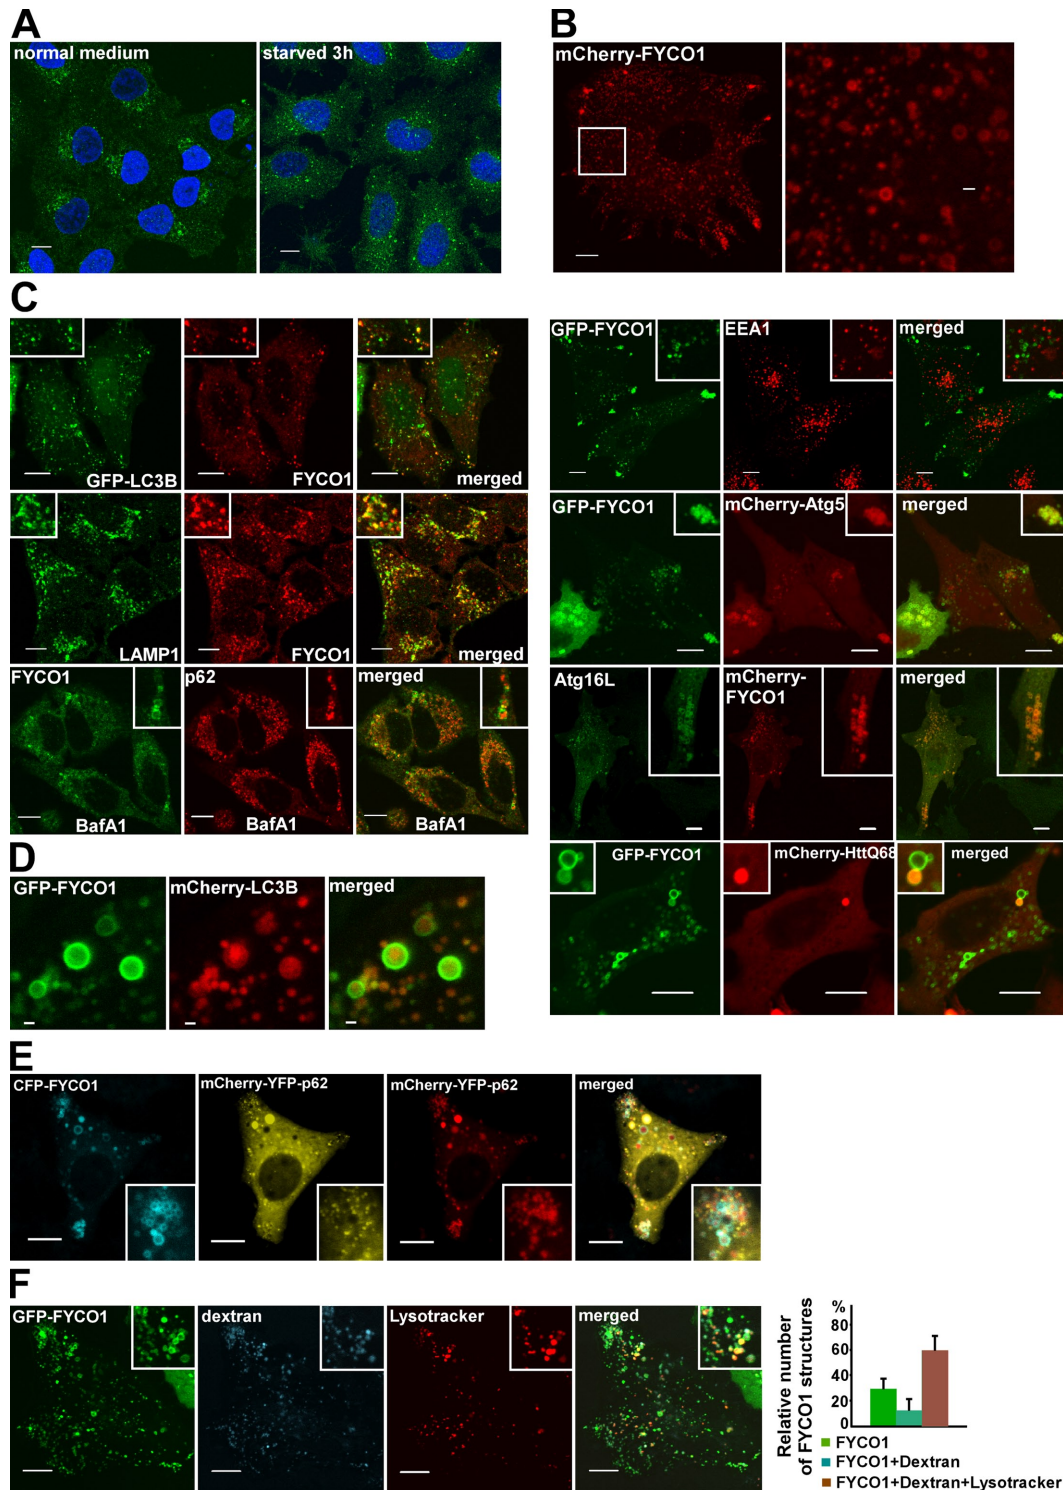 A
normal medium
starved 3h
B
mCherry-FYCO1
C
GFP-LC3B
FYCO1
merged
LAMP1
FYCO1
merged
FYCO1
p62
merged
BafA1
BafA1
BafA1
GFP-FYCO1
EEA1
merged
GFP-FYCO1
mCherry-Atg5
merged
Atg16L
mCherry-
FYCO1
merged
GFP-FYCO1
mCherry-HttQ68
merged
D
GFP-FYCO1
mCherry-LC3B
merged
E
CFP-FYCO1
mCherry-YFP-p62
mCherry-YFP-p62
merged
F
GFP-FYCO1
dextran
Lysotracker
merged
Relative number
of FYCO1 structures
%
80
60
40
20
0
FYCO1
FYCO1+Dextran
FYCO1+Dextran+Lysotracker